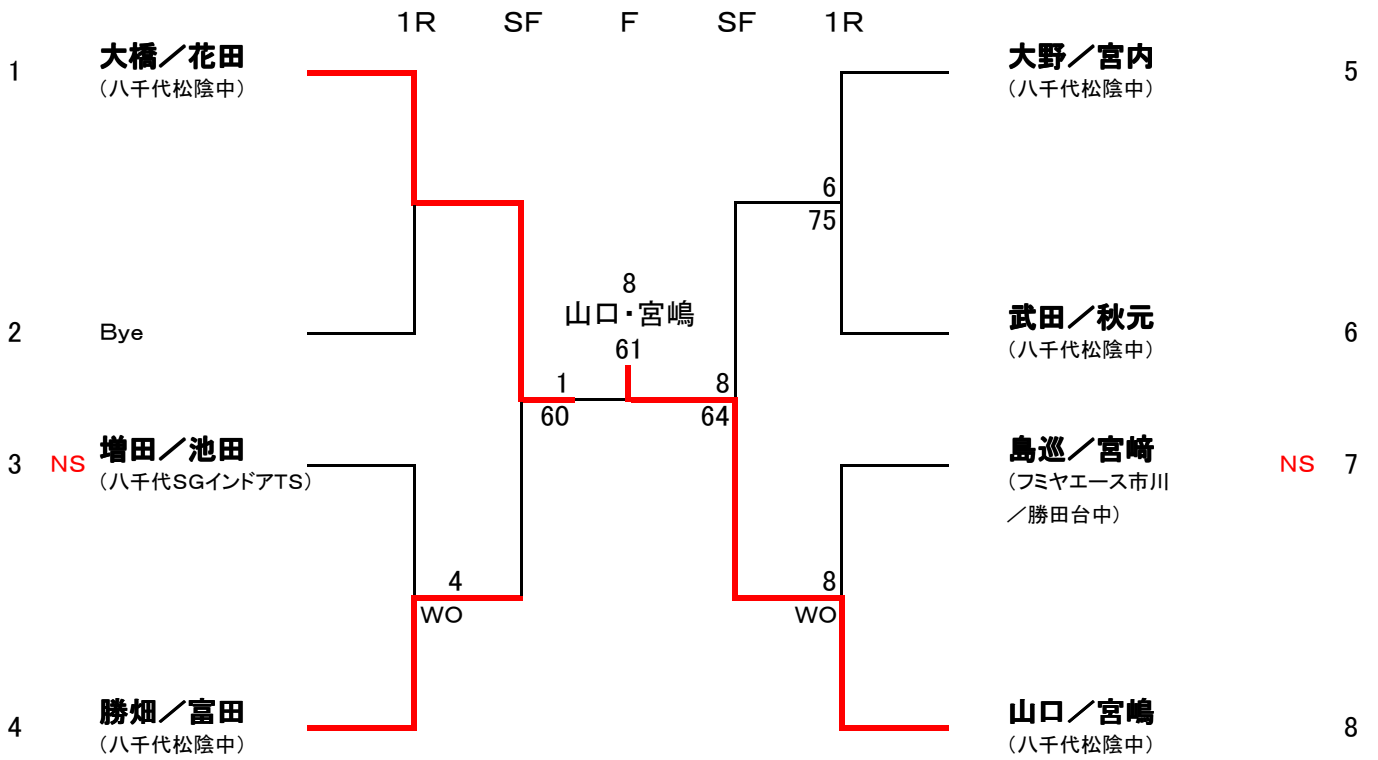 1R SF F SF 1R
1 大橋／花田
（八千代松陰中）
大野／宮内 5
（八千代松陰中）
6
75
8
山口・宮嶋
61
2 Bye
武田／秋元 6
（八千代松陰中）
1
60
8
64
3 NS 増田／池田
（八千代SGインドアTS）
島巡／宮﨑 NS 7
（フミヤエース市川
／勝田台中）
4
WO
8
WO
4 勝畑／富田
（八千代松陰中）
山口／宮嶋 8
（八千代松陰中）